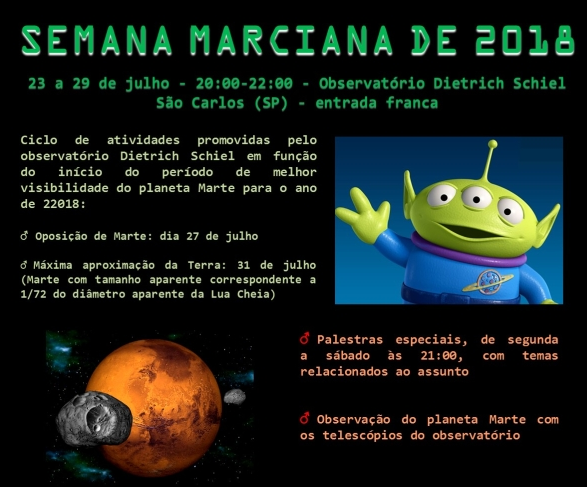 SEMANA MARCIANA DE 2018
23 a 29 de julho - 20:00-22:00 - Observatório Dietrich Schiel
São Carlos (SP) - entrada franca
Ciclo de atividades promovidas pelo
observatório Dietrich Schiel em função
do início do período de melhor
visibilidade do planeta Marte para o ano
de 22018:
♂ Oposição de Marte: dia 27 de julho
♂ Máxima aproximação da Terra: 31 de julho
(Marte com tamanho aparente correspondente a
1/72 do diâmetro aparente da Lua Cheia)
♂ Palestras especiais, de segunda
a sábado às 21:00, com temas
relacionados ao assunto
♂ Observação do planeta Marte com
os telescópios do observatório